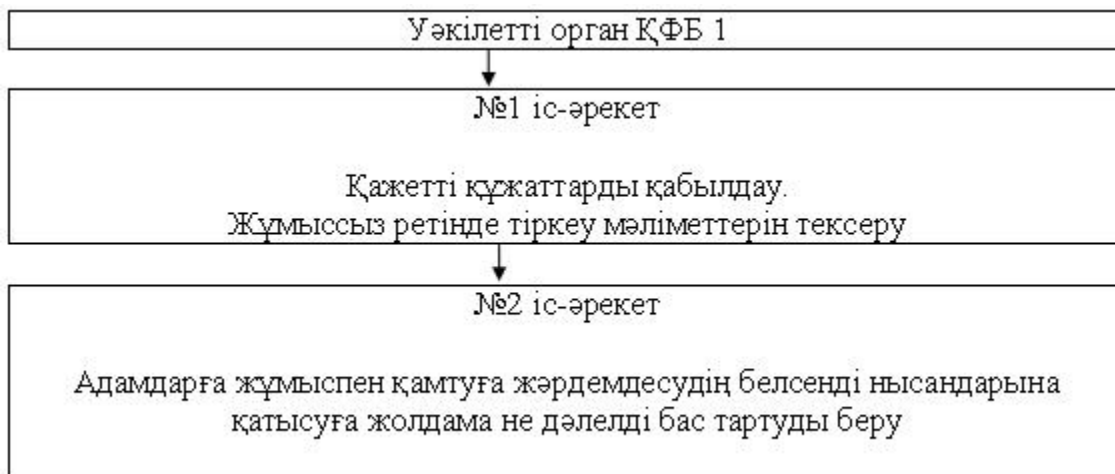 Уәкілетті орган ҚФБ 1
№1 іс-әрекет
Қажетті құжаттарды қабылдау.
Жұмыссыз ретінде тіркеу мәліметтерін тексеру
№2 іс-әрекет
Адамдарға жұмыспен қамтуға жәрдемдесудің белсенді нысандарына
қатысуға жолдама не дәлелді бас тартуды беру